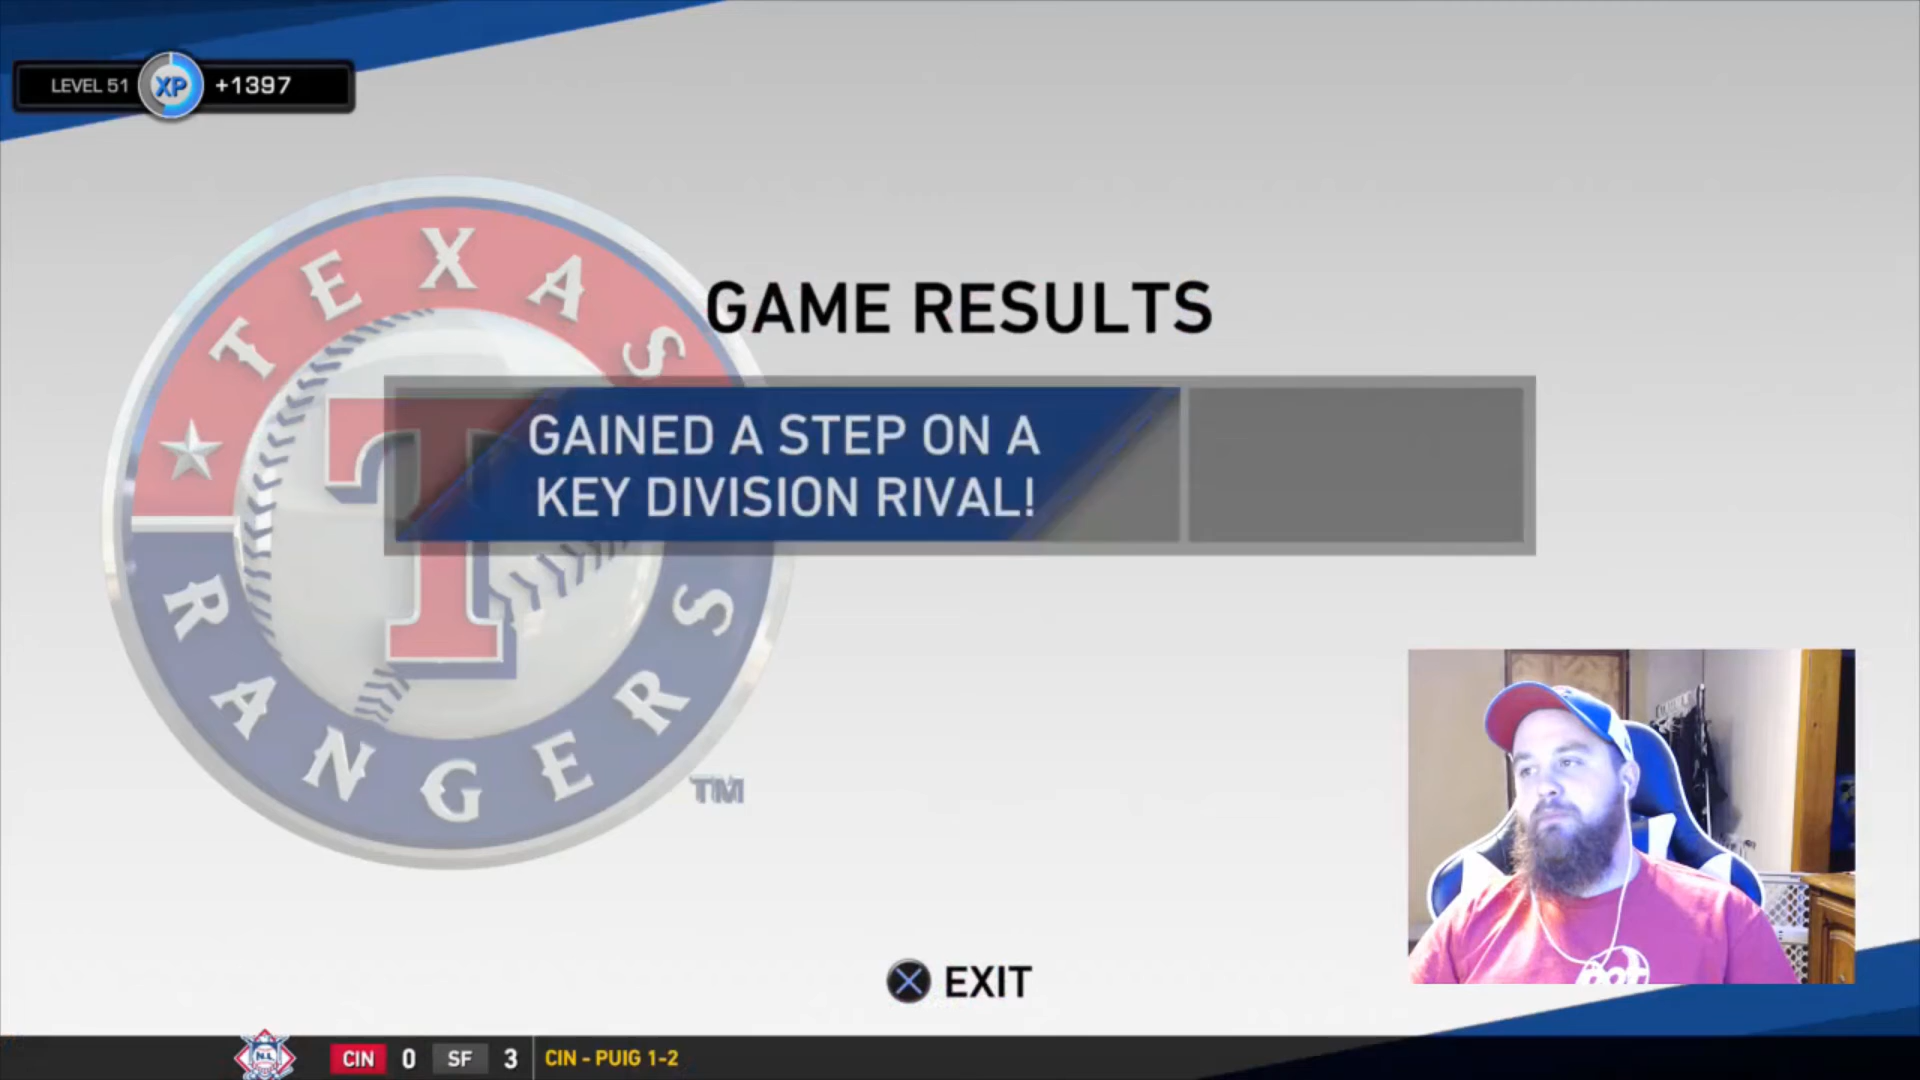 LEVEL 51 XP +1397
TEXAS
T
RANGERS
TM
GAME RESULTS
GAINED A STEP ON A
KEY DIVISION RIVAL!
EXIT
N.L. CIN 0 SF 3 CIN - PUIG 1-2